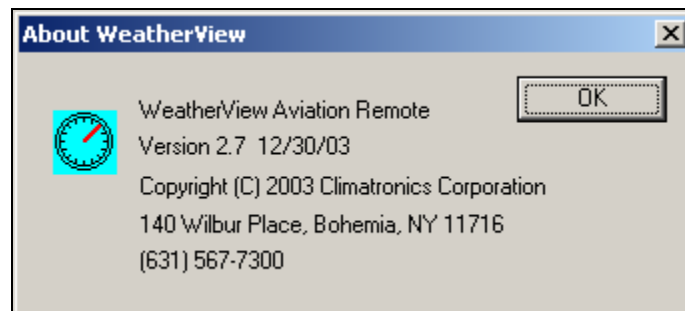 About WeatherView
OK
WeatherView Aviation Remote
Version 2.7 12/30/03
Copyright (C) 2003 Climatronics Corporation
140 Wilbur Place, Bohemia, NY 11716
(631) 567-7300